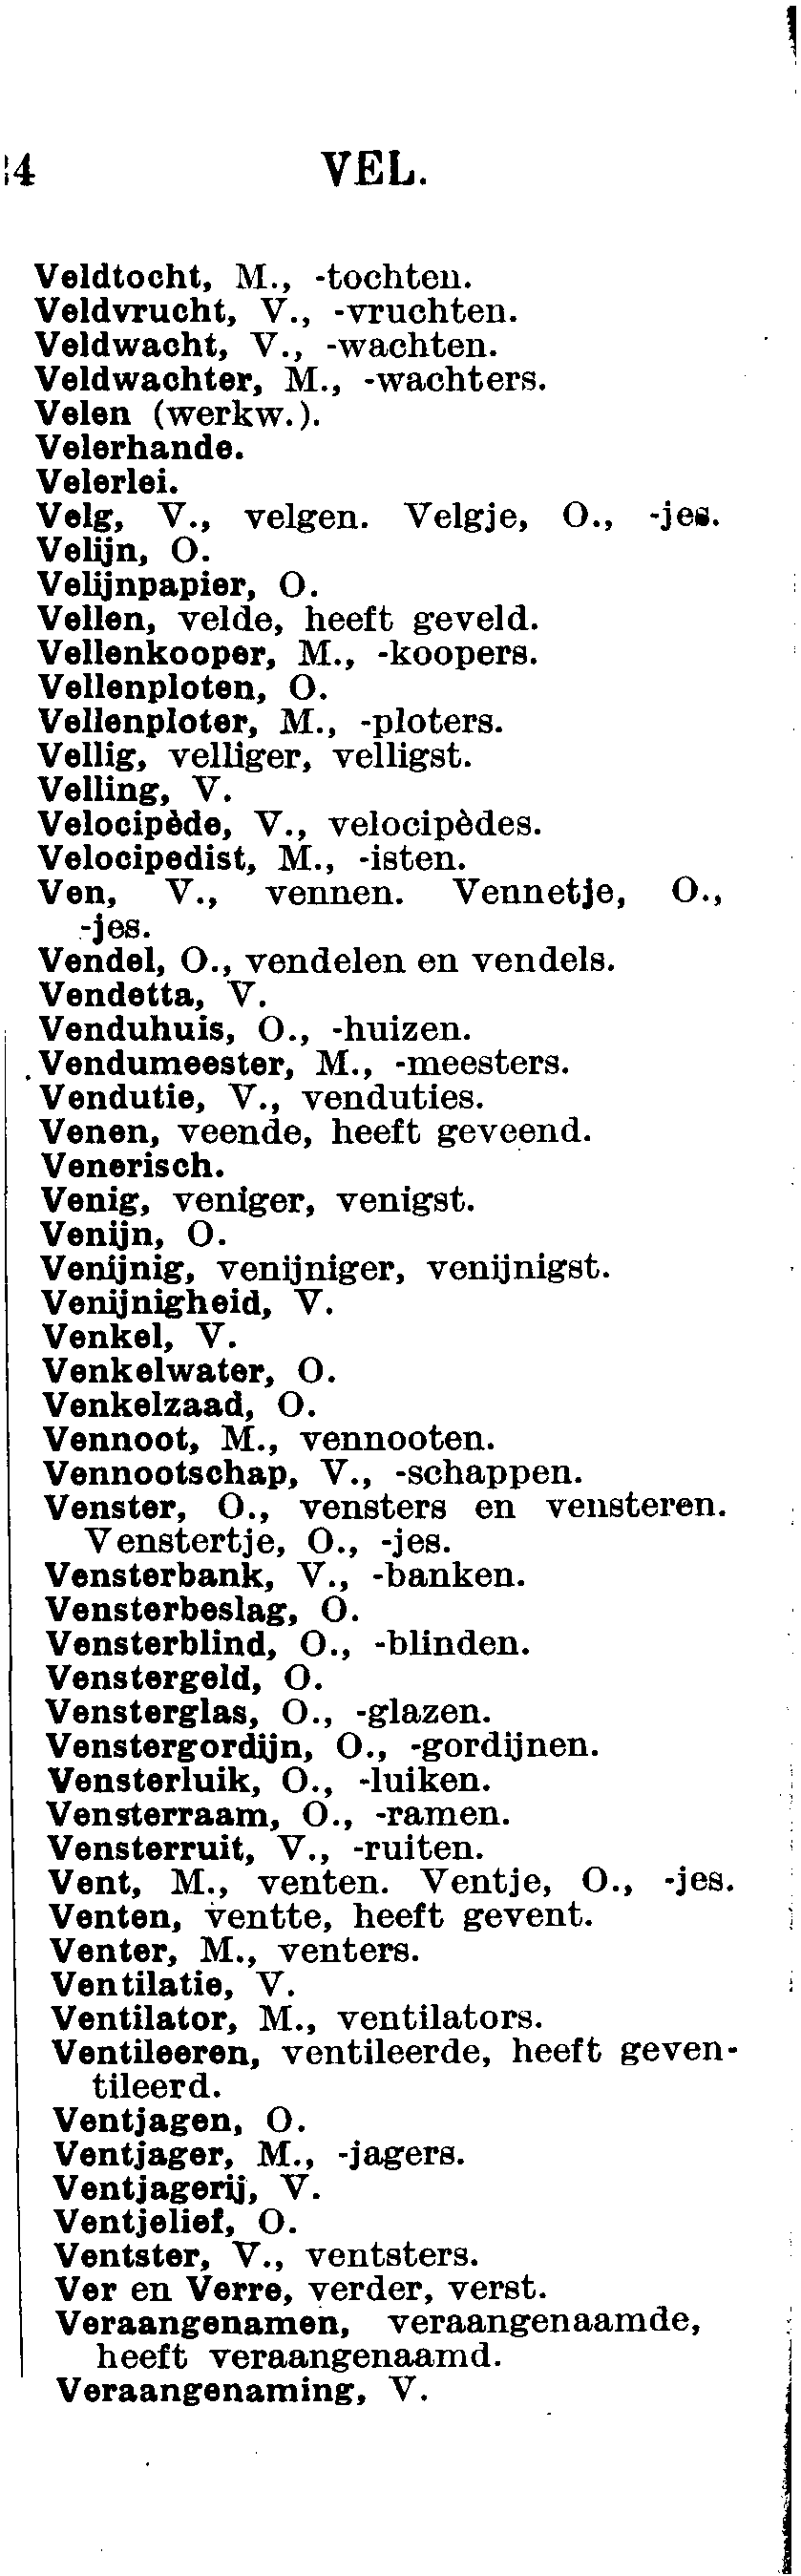 4 VEL.
Veldtocht, M., -tochten.
Veldvrucht, V., -vruchten.
Veldwacht, V., -wachten.
Veldwachter, M., -wachters.
Velen (werkw.).
Velerhande.
Velerlei.
Velg, V., velgen. Velgje, O., -jes.
Velijn, O.
Velijnpapier, O.
Vellen, velde, heeft geveld.
Vellenkooper, M., -koopers.
Vellenploten, O.
Vellenploter, M., -ploters.
Vellig, velliger, velligst.
Velling, V.
Velocipède, V., velocipèdes.
Velocipedist, M., -isten.
Ven, V., vennen. Vennetje, O.,
-jes.
Vendel, O., vendelen en vendels.
Vendetta, V.
Venduhuis, O., -huizen.
Vendumeester, M., -meesters.
Vendutie, V., venduties.
Venen, veende, heeft geveend.
Venerisch.
Venig, veniger, venigst.
Venijn, O.
Venijnig, venijniger, venijnigst.
Venijnigheid, V.
Venkel, V.
Venkelwater, O.
Venkelzaad, O.
Vennoot, M., vennooten.
Vennootschap, V., -schappen.
Venster, O., vensters en vensteren.
Venstertje, O., -jes.
Vensterbank, V., -banken.
Vensterbeslag, O.
Vensterblind, O., -blinden.
Venstergeld, O.
Vensterglas, O., -glazen.
Venstergordijn, O., -gordijnen.
Vensterluik, O., -luiken.
Vensterraam, O., -ramen.
Vensterruit, V., -ruiten.
Vent, M., venten. Ventje, O., -jes.
Venten, ventte, heeft gevent.
Venter, M., venters.
Ventilatie, V.
Ventilator, M., ventilators.
Ventileeren, ventileerde, heeft geven-
tileerd.
Ventjagen, O.
Ventjager, M., -jagers.
Ventjagerij, V.
Ventjelief, O.
Ventster, V., ventsters.
Ver en Verre, verder, verst.
Veraangenamen, veraangenaamde,
heeft veraangenaamd.
Veraangenaming, V.